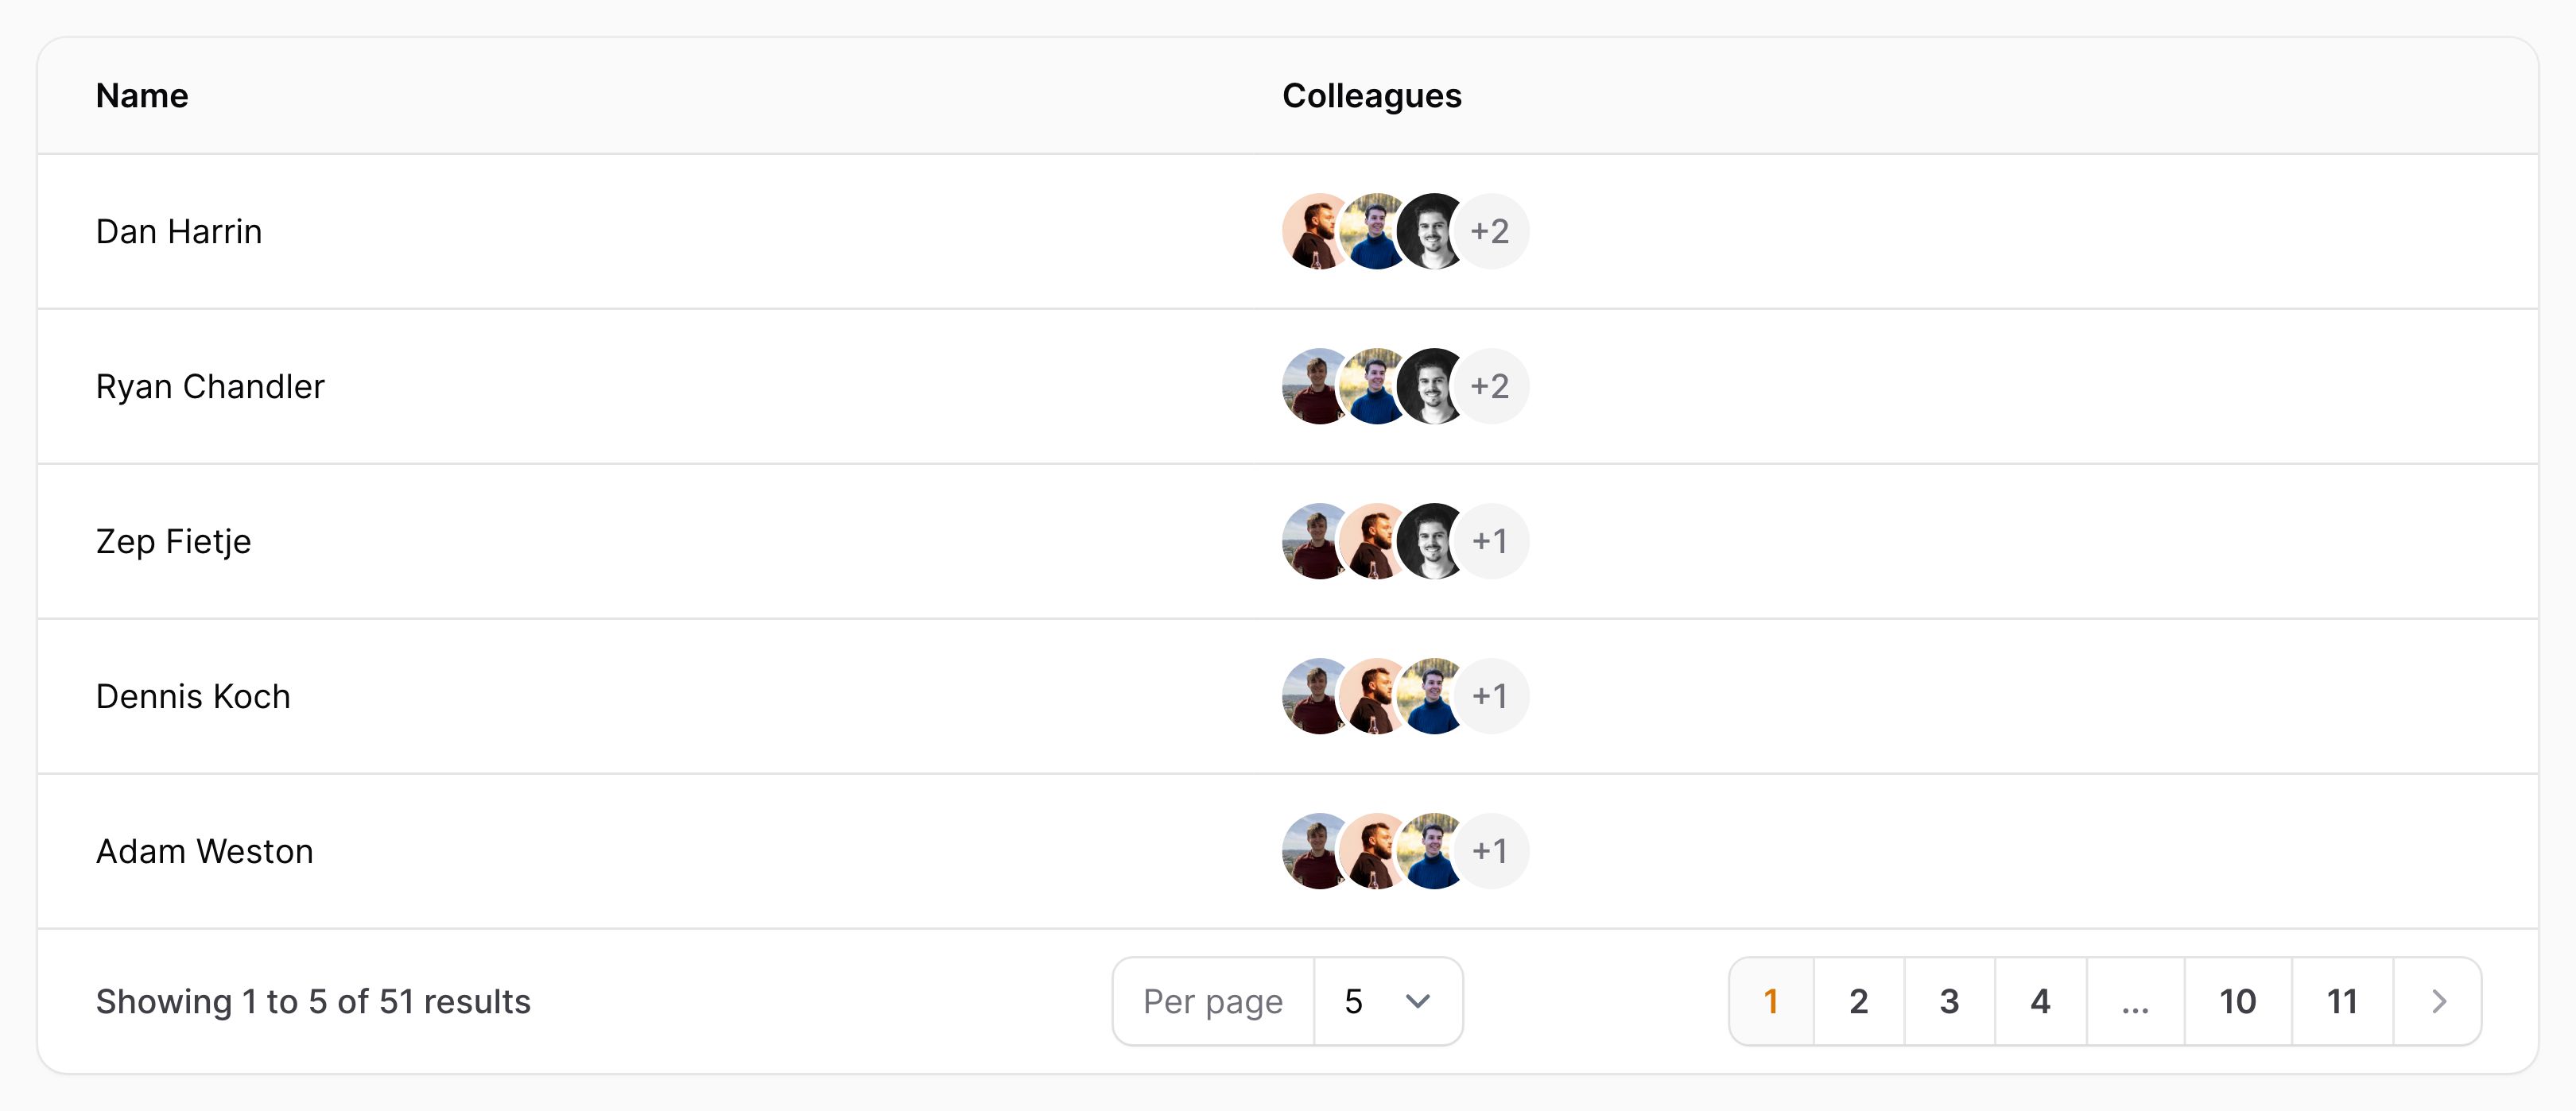 Name Colleagues
Dan Harrin +2
Ryan Chandler +2
Zep Fietje +1
Dennis Koch +1
Adam Weston +1
Showing 1 to 5 of 51 results Per page 5 1 2 3 4 ... 10 11